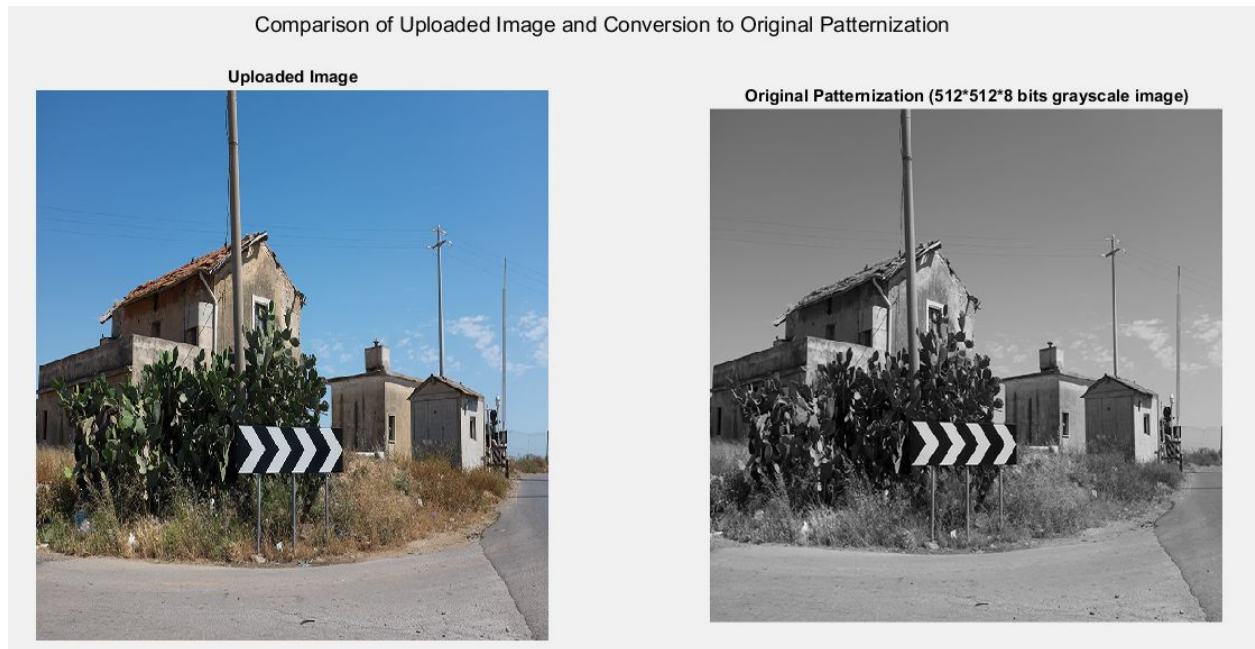 Comparison of Uploaded Image and Conversion to Original Patternization
Uploaded Image
Original Patternization (512*512*8 bits grayscale image)